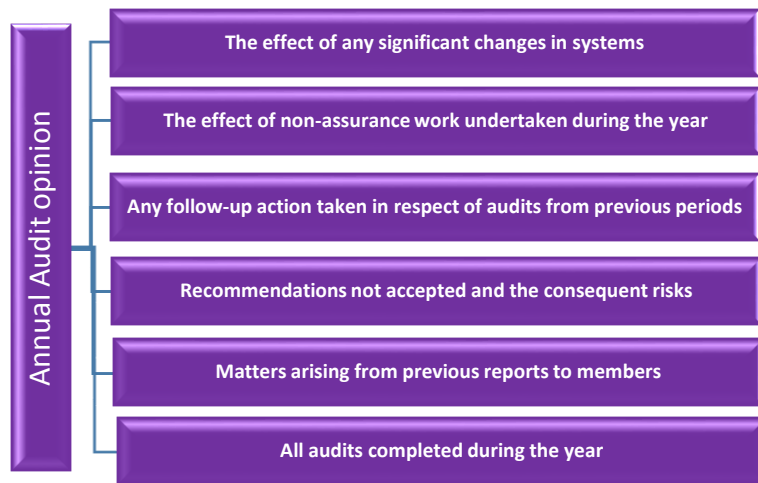 Annual Audit opinion
The effect of any significant changes in systems
The effect of non-assurance work undertaken during the year
Any follow-up action taken in respect of audits from previous periods
Recommendations not accepted and the consequent risks
Matters arising from previous reports to members
All audits completed during the year